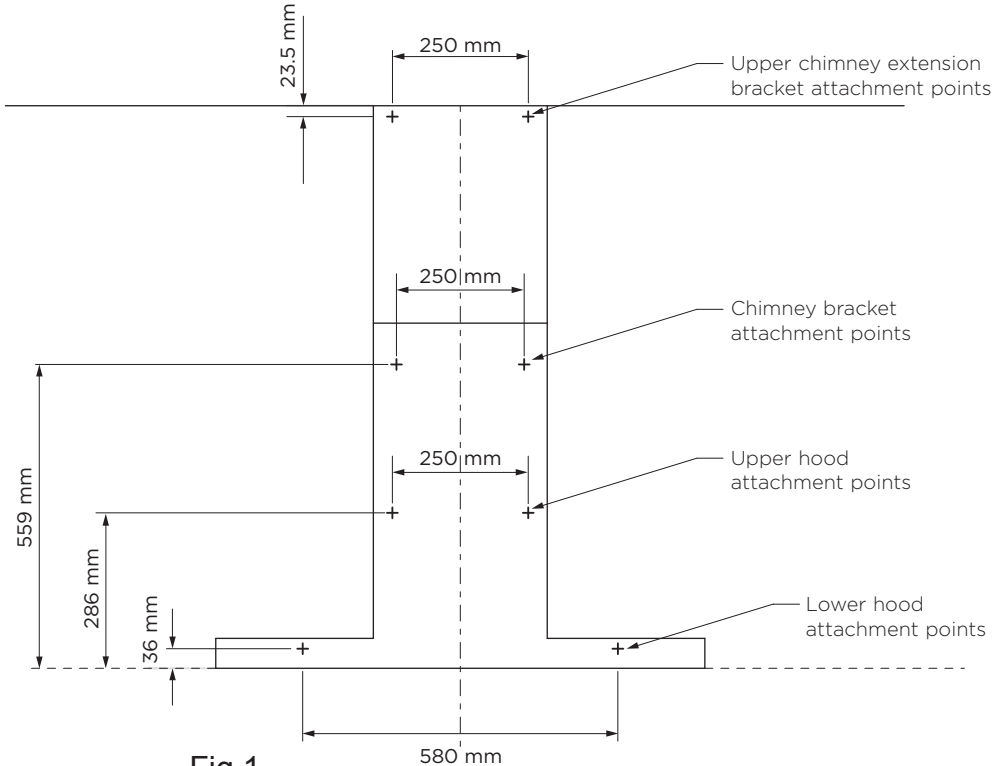 23.5 mm
250 mm
Upper chimney extension
bracket attachment points
250 mm
Chimney bracket
attachment points
250 mm
Upper hood
attachment points
559 mm
286 mm
36 mm
Lower hood
attachment points
580 mm
Fig 1